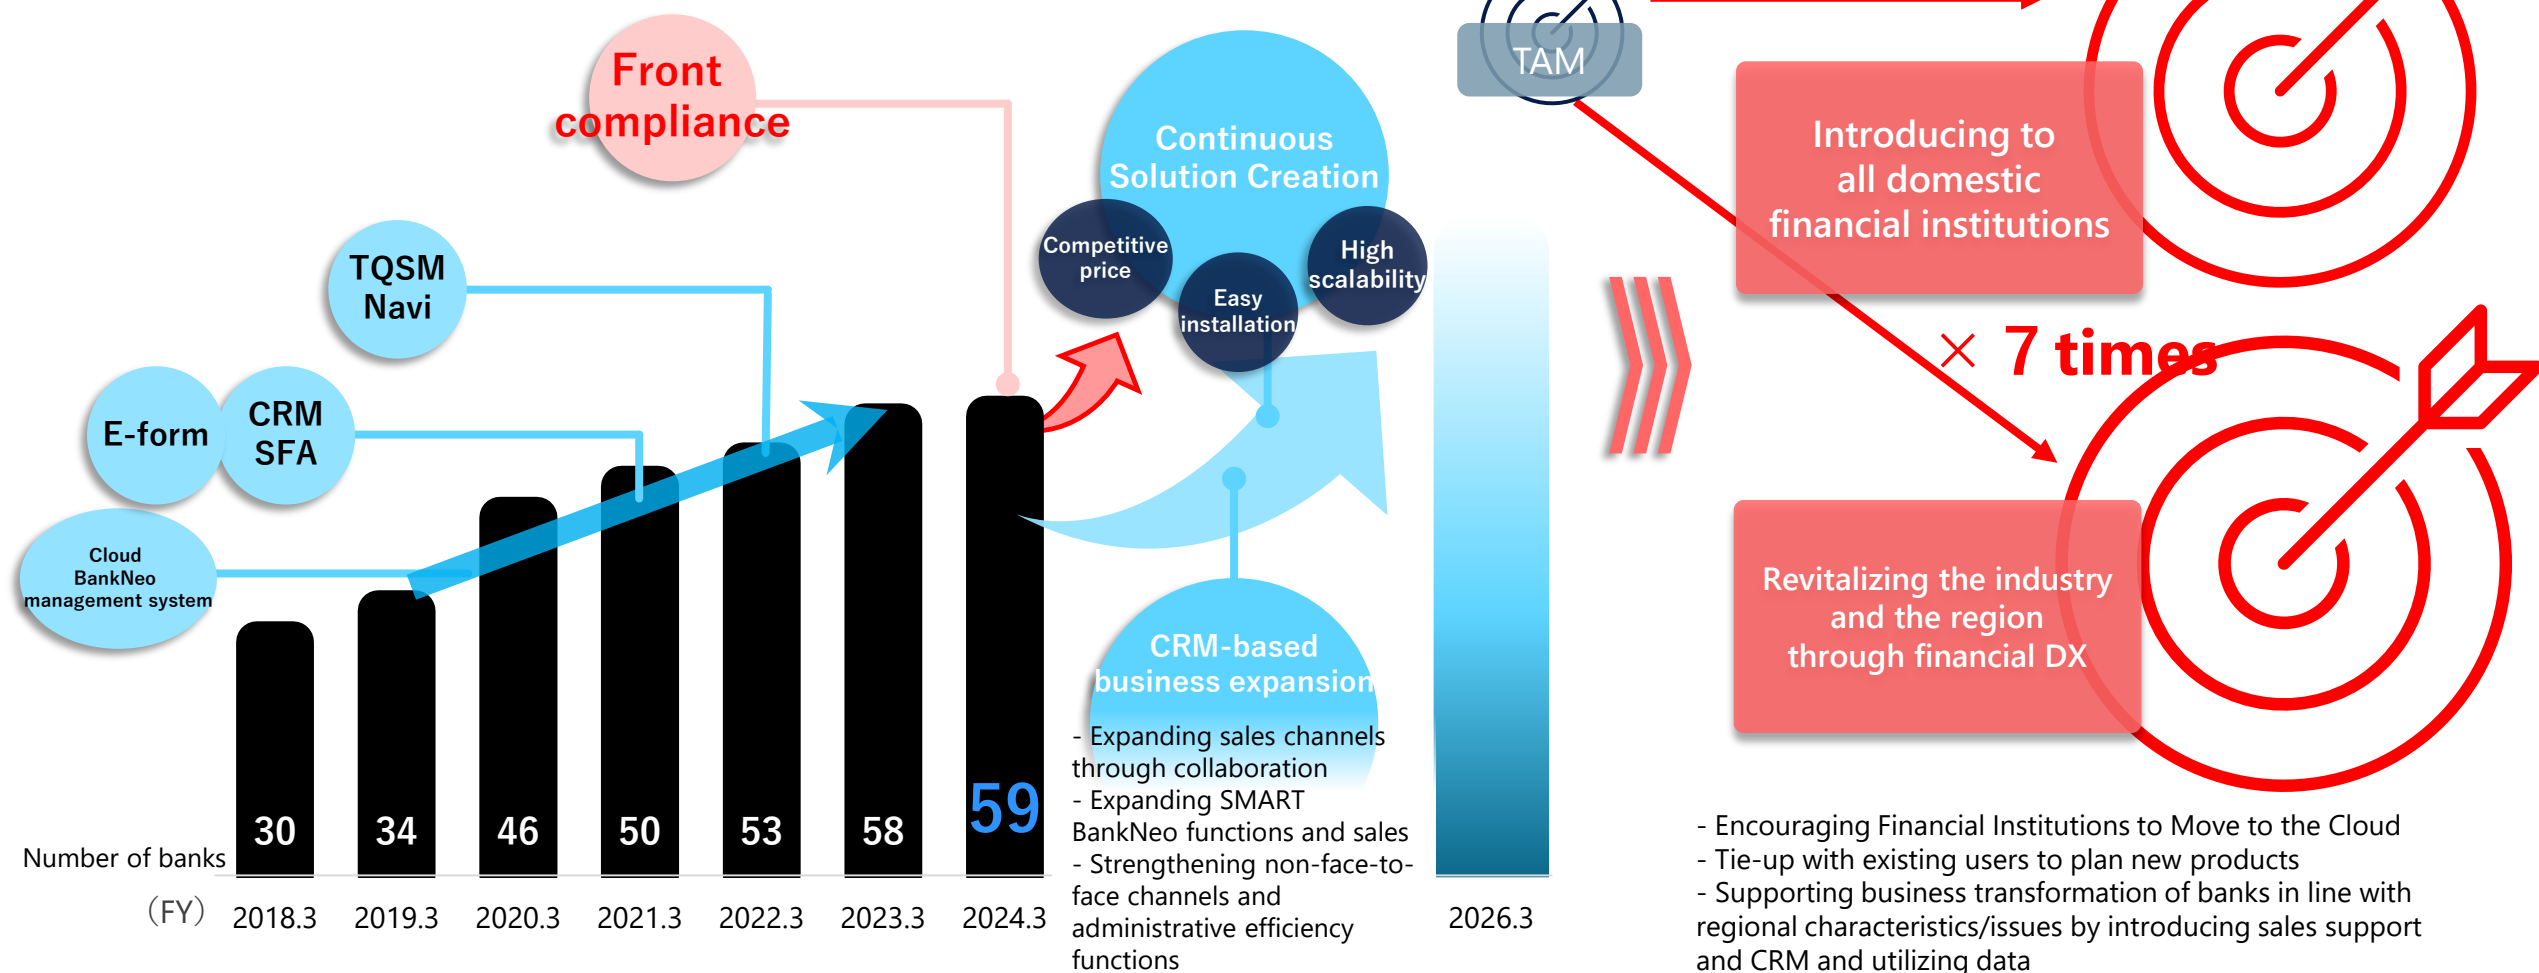 Front
compliance
TQSM
Navi
E-form
CRM
SFA
Cloud
BankNeo
management system
Continuous
Solution Creation
Competitive
price
Easy
installation
High
scalability
CRM-based
business expansion
- Expanding sales channels
through collaboration
- Expanding SMART
BankNeo functions and sales
- Strengthening non-face-to-
face channels and
administrative efficiency
functions
30
34
46
50
53
58
59
Number of banks
（FY）
2018.3
2019.3
2020.3
2021.3
2022.3
2023.3
2024.3
2026.3
TAM
Introducing to
all domestic
financial institutions
× 7 times
Revitalizing the industry
and the region
through financial DX
- Encouraging Financial Institutions to Move to the Cloud
- Tie-up with existing users to plan new products
- Supporting business transformation of banks in line with
regional characteristics/issues by introducing sales support
and CRM and utilizing data